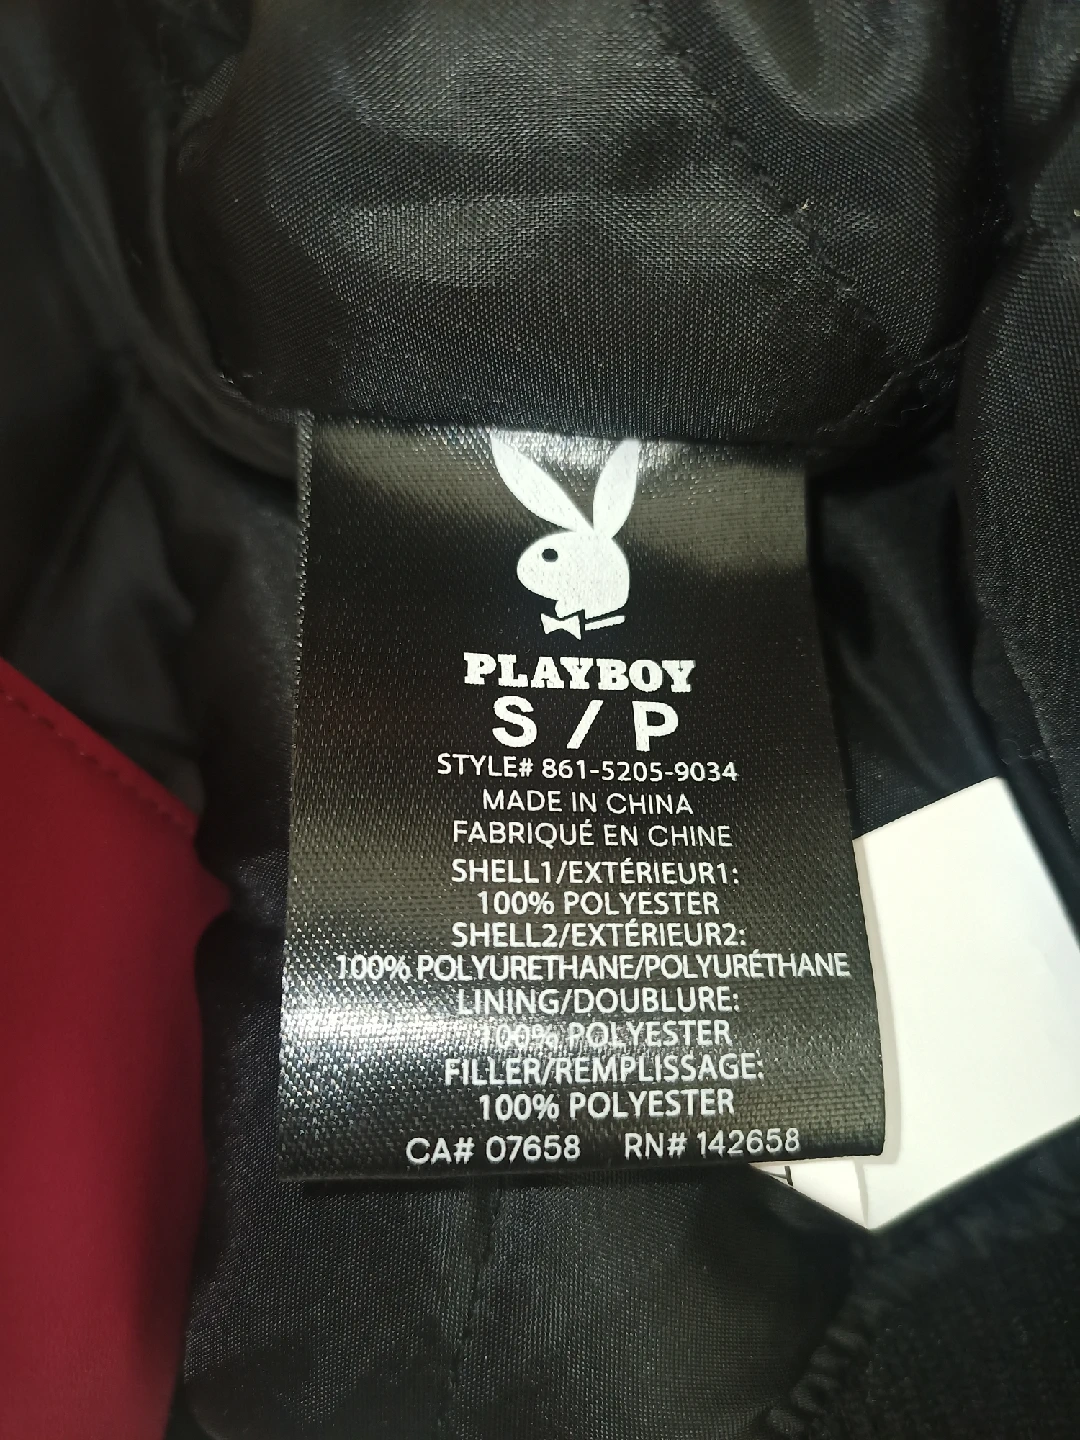 PLAYBOY
S / P
STYLE# 861-5205-9034
MADE IN CHINA
FABRIQUÉ EN CHINE
SHELL1/EXTÉRIEUR1:
100% POLYESTER
SHELL2/EXTÉRIEUR2:
100% POLYURETHANE/POLYURÉTHANE
LINING/DOUBLURE:
100% POLYESTER
FILLER/REMPLISSAGE:
100% POLYESTER
CA# 07658 RN# 142658